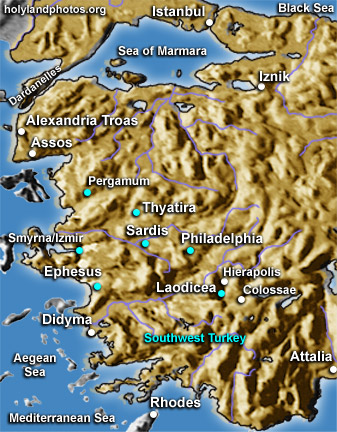 holylandphotos.org
Black Sea
Istanbul
Sea of Marmara
Iznik
Dardanelles
Alexandria Troas
Assos
Pergamum
Thyatira
Smyrna/Izmir
Sardis
Philadelphia
Ephesus
Hierapolis
Laodicea
Colossae
Didyma
Southwest Turkey
Aegean
Sea
Attalia
Rhodes
Mediterranean Sea